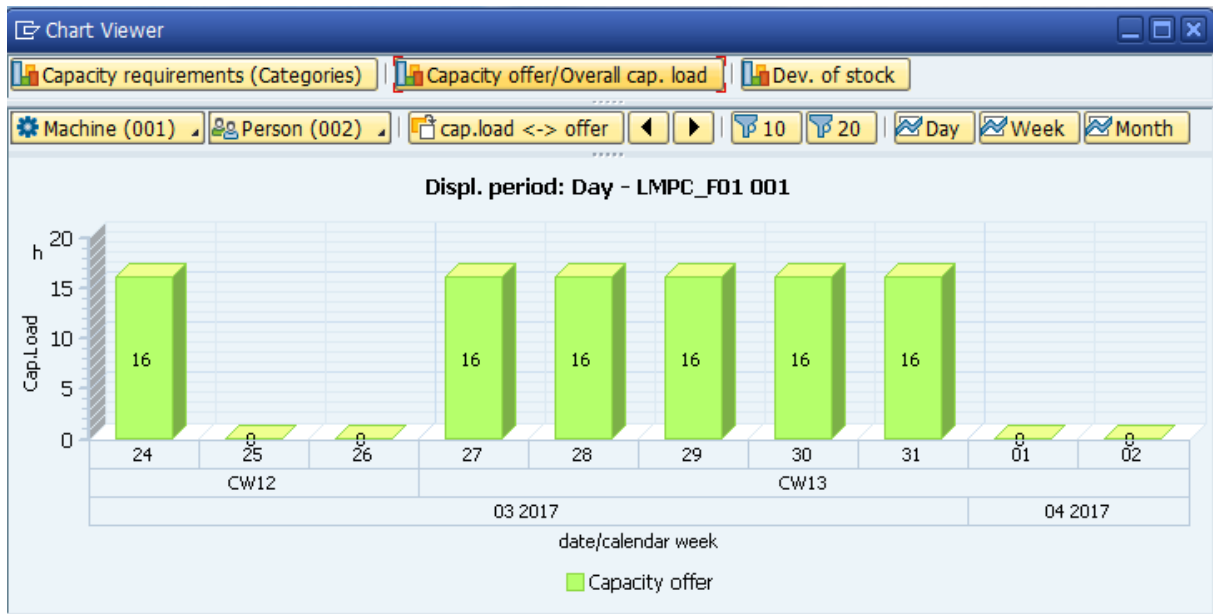 Chart Viewer
Capacity requirements (Categories) Capacity offer/Overall cap. load Dev. of stock
Machine (001) Person (002) cap.load <-> offer 10 20 Day Week Month
Displ. period: Day - LMPC_F01 001
h
20
15
10
5
0
Cap.Load
16 0 0 16 16 16 16 16 0 0
24 25 26 27 28 29 30 31 01 02
CW12 CW13
03 2017 04 2017
date/calendar week
Capacity offer